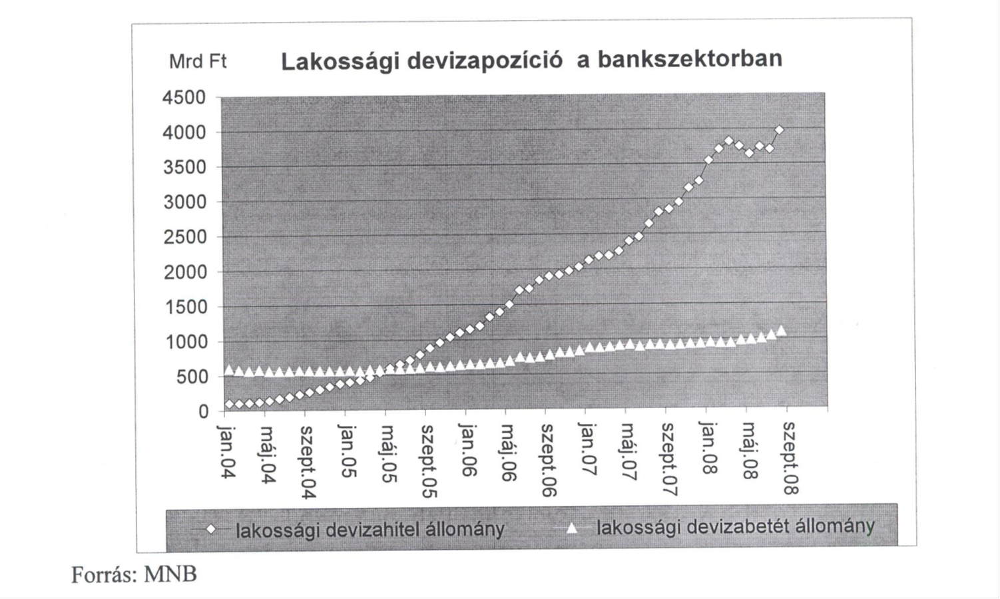 Mrd Ft
Lakossági devizapozíció a bankszektorban
4500
4000
3500
3000
2500
2000
1500
1000
500
0
jan.04
máj.04
szept.04
jan.05
máj.05
szept.05
jan.06
máj.06
szept.06
jan.07
máj.07
szept.07
jan.08
máj.08
szept.08
lakossági devizahitel állomány
lakossági devizabetét állomány
Forrás: MNB